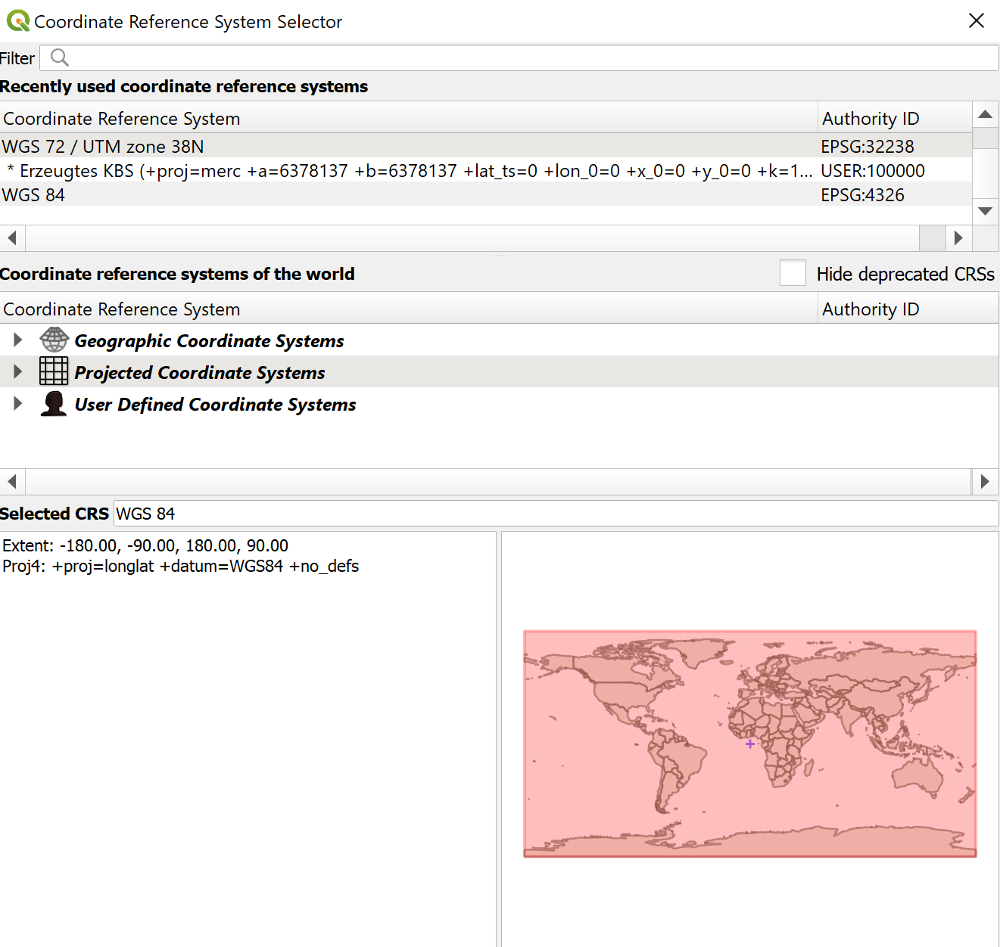 Coordinate Reference System Selector
Filter
Recently used coordinate reference systems
Coordinate Reference System Authority ID
WGS 72 / UTM zone 38N EPSG:32238
* Erzeugtes KBS (+proj=merc +a=6378137 +b=6378137 +lat_ts=0 +lon_0=0 +x_0=0 +y_0=0 +k=1... USER:100000
WGS 84 EPSG:4326
Coordinate reference systems of the world Hide deprecated CRSs
Coordinate Reference System Authority ID
Geographic Coordinate Systems
Projected Coordinate Systems
User Defined Coordinate Systems
Selected CRS WGS 84
Extent: -180.00, -90.00, 180.00, 90.00
Proj4: +proj=longlat +datum=WGS84 +no_defs